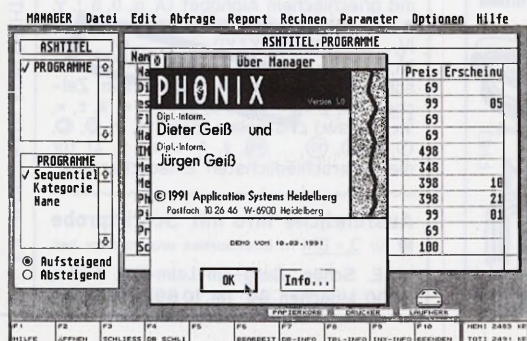 MANAGER Datei Edit Abfrage Report Rechnen Parameter Optionen Hilfe
ASHTITEL
PROGRAMME
PROGRAMME
Sequentiel
Kategorie
Name
Aufsteigend
Absteigend
ASHTITEL.PROGRAMME
Nam
Preis Erscheinu
69
99 05
69
69
498
348
398 10
398 21
99 01
69
100
Über Manager
PHONIX
Version 1.0
Dipl.-Inform.
Dieter Geiß und
Dipl.-Inform.
Jürgen Geiß
© 1991 Application Systems Heidelberg
Postfach 10 26 46 W-6900 Heidelberg
DEMO VOM 10.03.1991
OK Info...
PAPIERKORB DRUCKER LAUFWERK
F1 F2 F3 F4 F5 F6 F7 F8 F9 F10
HILFE ÖFFNEN SCHLIESS DB SCHLI BEARBEIT DB-INFO TBL-INFO INX-INFO BEENDEN